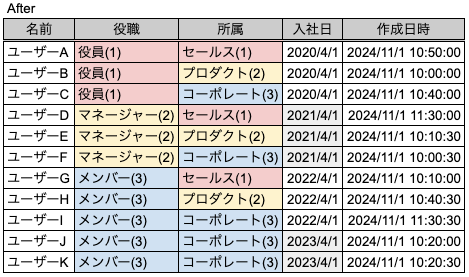 After
名前 役職 所属 入社日 作成日時
ユーザーA 役員(1) セールス(1) 2020/4/1 2024/11/1 10:50:00
ユーザーB 役員(1) プロダクト(2) 2020/4/1 2024/11/1 10:00:00
ユーザーC 役員(1) コーポレート(3) 2020/4/1 2024/11/1 10:40:00
ユーザーD マネージャー(2) セールス(1) 2021/4/1 2024/11/1 11:30:00
ユーザーE マネージャー(2) プロダクト(2) 2021/4/1 2024/11/1 10:10:30
ユーザーF マネージャー(2) コーポレート(3) 2021/4/1 2024/11/1 10:00:30
ユーザーG メンバー(3) セールス(1) 2022/4/1 2024/11/1 10:10:00
ユーザーH メンバー(3) プロダクト(2) 2022/4/1 2024/11/1 10:40:30
ユーザーI メンバー(3) コーポレート(3) 2022/4/1 2024/11/1 11:30:30
ユーザーJ メンバー(3) コーポレート(3) 2023/4/1 2024/11/1 10:20:00
ユーザーK メンバー(3) コーポレート(3) 2023/4/1 2024/11/1 10:20:30